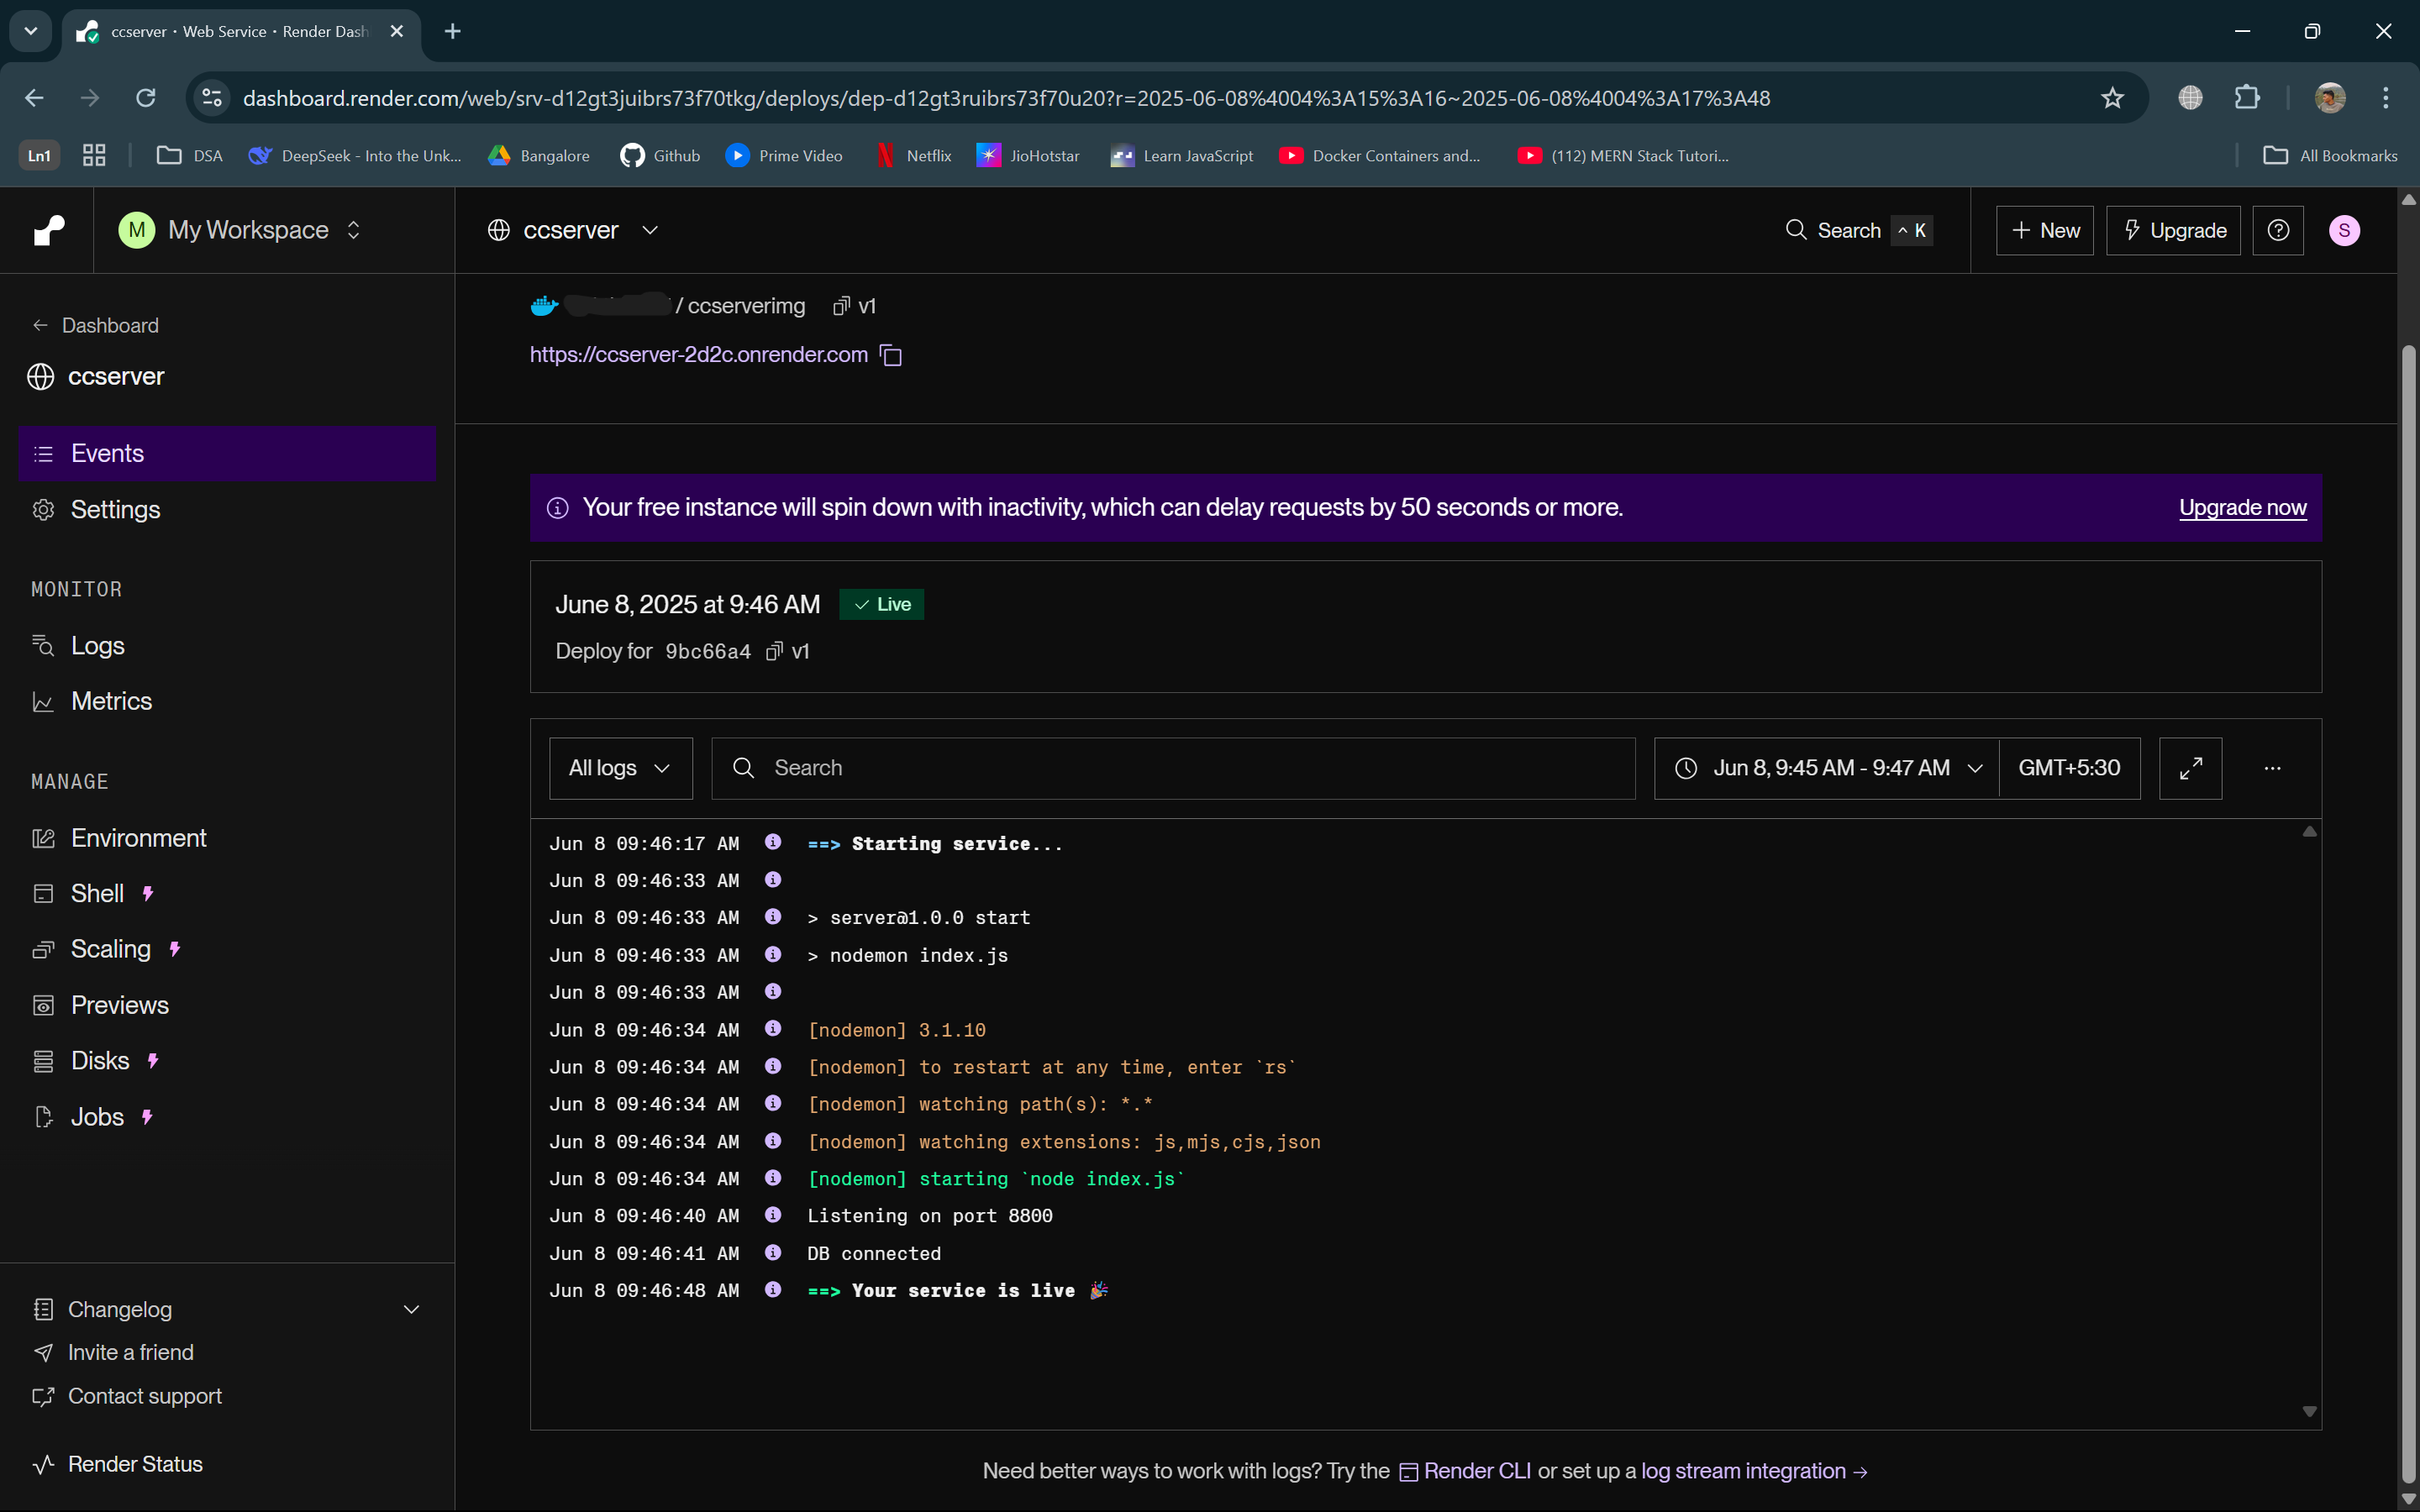 ccserver · Web Service · Render Dash
dashboard.render.com/web/srv-d12gt3juibrs73f70tkg/deploys/dep-d12gt3ruibrs73f70u20?r=2025-06-08%4004%3A15%3A16~2025-06-08%4004%3A17%3A48
Ln1 DSA DeepSeek - Into the Unk... Bangalore Github Prime Video Netflix JioHotstar Learn JavaScript Docker Containers and... (112) MERN Stack Tutori... All Bookmarks
M My Workspace ccserver Search ^ K + New Upgrade ? S
/ ccserverimg v1
https://ccserver-2d2c.onrender.com
← Dashboard
ccserver
Events
Settings
MONITOR
Logs
Metrics
MANAGE
Environment
Shell
Scaling
Previews
Disks
Jobs
Changelog
Invite a friend
Contact support
Render Status
Your free instance will spin down with inactivity, which can delay requests by 50 seconds or more. Upgrade now
June 8, 2025 at 9:46 AM ✓ Live
Deploy for 9bc66a4 v1
All logs Search Jun 8, 9:45 AM - 9:47 AM GMT+5:30 ...
Jun 8 09:46:17 AM ==> Starting service...
Jun 8 09:46:33 AM
Jun 8 09:46:33 AM > server@1.0.0 start
Jun 8 09:46:33 AM > nodemon index.js
Jun 8 09:46:33 AM
Jun 8 09:46:34 AM [nodemon] 3.1.10
Jun 8 09:46:34 AM [nodemon] to restart at any time, enter `rs`
Jun 8 09:46:34 AM [nodemon] watching path(s): *.*
Jun 8 09:46:34 AM [nodemon] watching extensions: js,mjs,cjs,json
Jun 8 09:46:34 AM [nodemon] starting `node index.js`
Jun 8 09:46:40 AM Listening on port 8800
Jun 8 09:46:41 AM DB connected
Jun 8 09:46:48 AM ==> Your service is live 🎉
Need better ways to work with logs? Try the Render CLI or set up a log stream integration →